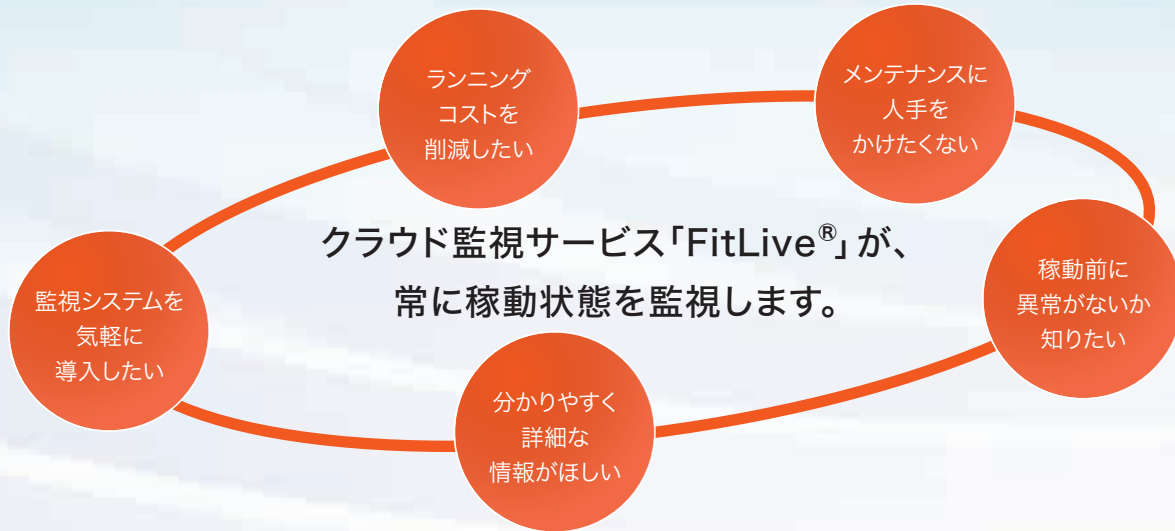 ランニング
コストを
削減したい
メンテナンスに
人手を
かけたくない
クラウド監視サービス「FitLive®」が、
常に稼動状態を監視します。
稼動前に
異常がないか
知りたい
監視システムを
気軽に
導入したい
分かりやすく
詳細な
情報がほしい